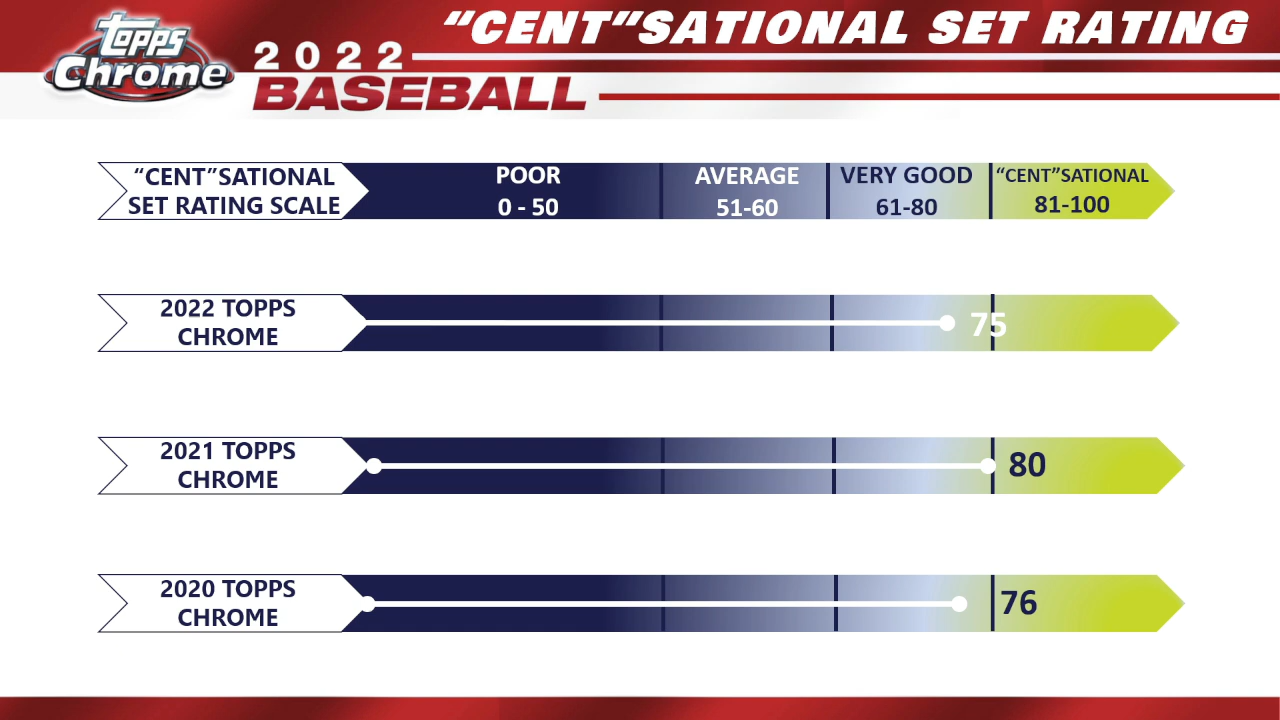 Topps
Chrome
2022
BASEBALL
“CENT“SATIONAL SET RATING
“CENT”SATIONAL
SET RATING SCALE
POOR
0 - 50
AVERAGE
51-60
VERY GOOD
61-80
“CENT”SATIONAL
81-100
2022 TOPPS
CHROME
75
2021 TOPPS
CHROME
80
2020 TOPPS
CHROME
76